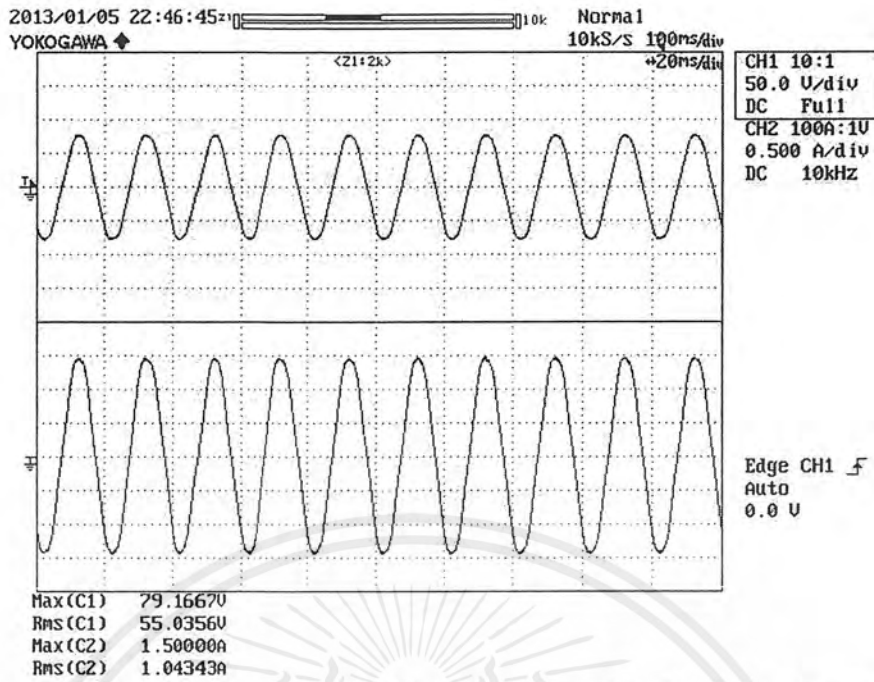 2013/01/05 22:46:45
Z1 10k
Normal
YOKOGAWA
10kS/s 100ms/div
<Z1:2k>
20ms/div
CH1 10:1
50.0 V/div
DC Full
CH2 100A:1V
0.500 A/div
DC 10kHz
Edge CH1
Auto
0.0 V
Max(C1) 79.1667V
Rms(C1) 55.0356V
Max(C2) 1.50000A
Rms(C2) 1.04343A